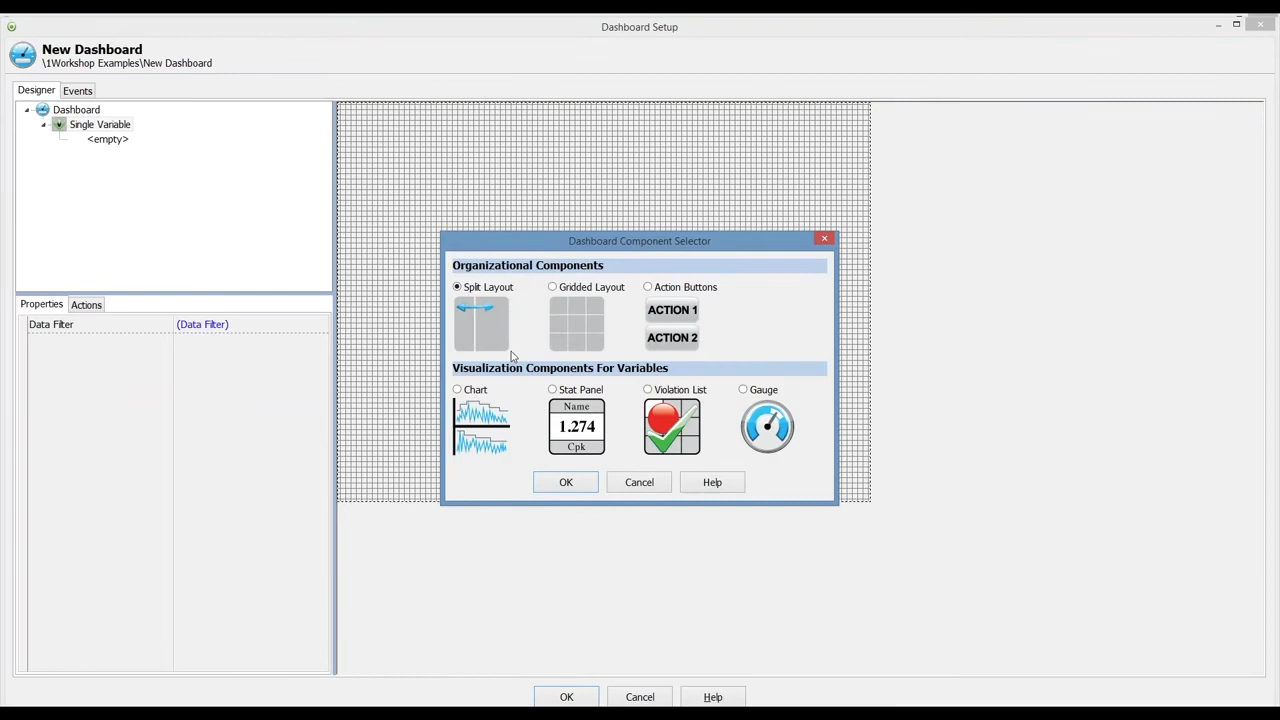 Dashboard Setup
New Dashboard
\1Workshop Examples\New Dashboard
Designer
Events
Dashboard
Single Variable
<empty>
Dashboard Component Selector
Organizational Components
Split Layout
Gridded Layout
Action Buttons
ACTION 1
ACTION 2
Visualization Components For Variables
Chart
Stat Panel
Violation List
Gauge
Name
1.274
Cpk
OK
Cancel
Help
Properties
Actions
Data Filter
(Data Filter)
OK
Cancel
Help